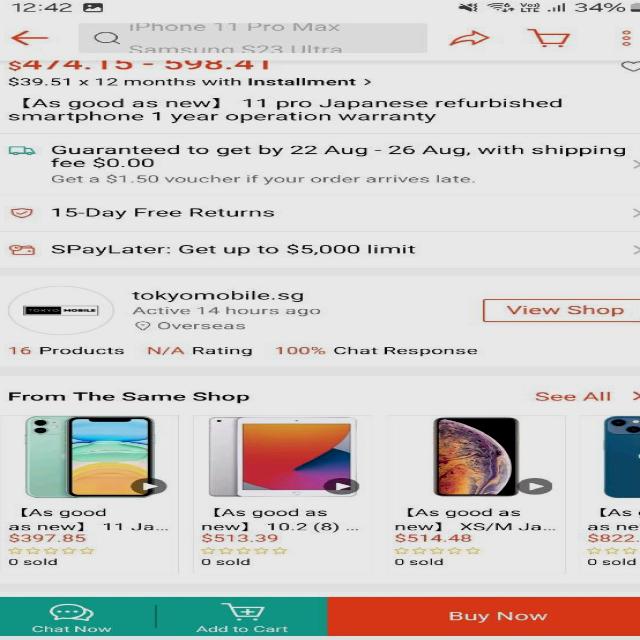 12:42
Vo))
LTE
34%
iPhone 11 Pro Max
Samsung S23 Ultra
$474.15 - 598.41
$39.51 x 12 months with Installment >
【As good as new】 11 pro Japanese refurbished
smartphone 1 year operation warranty
Guaranteed to get by 22 Aug - 26 Aug, with shipping
fee $0.00
Get a $1.50 voucher if your order arrives late.
15-Day Free Returns
SPayLater: Get up to $5,000 limit
TOKYO MOBILE
tokyomobile.sg
Active 14 hours ago
Overseas
View Shop
16 Products N/A Rating 100% Chat Response
From The Same Shop
See All >
【As good
as new】 11 Ja...
$397.85
0 sold
【As good
as new】 10.2 (8) ...
$513.39
0 sold
【As good
as new】 XS/M Ja...
$514.48
0 sold
【As
as ne
$822.
0 sold
Chat Now
Add to Cart
Buy Now